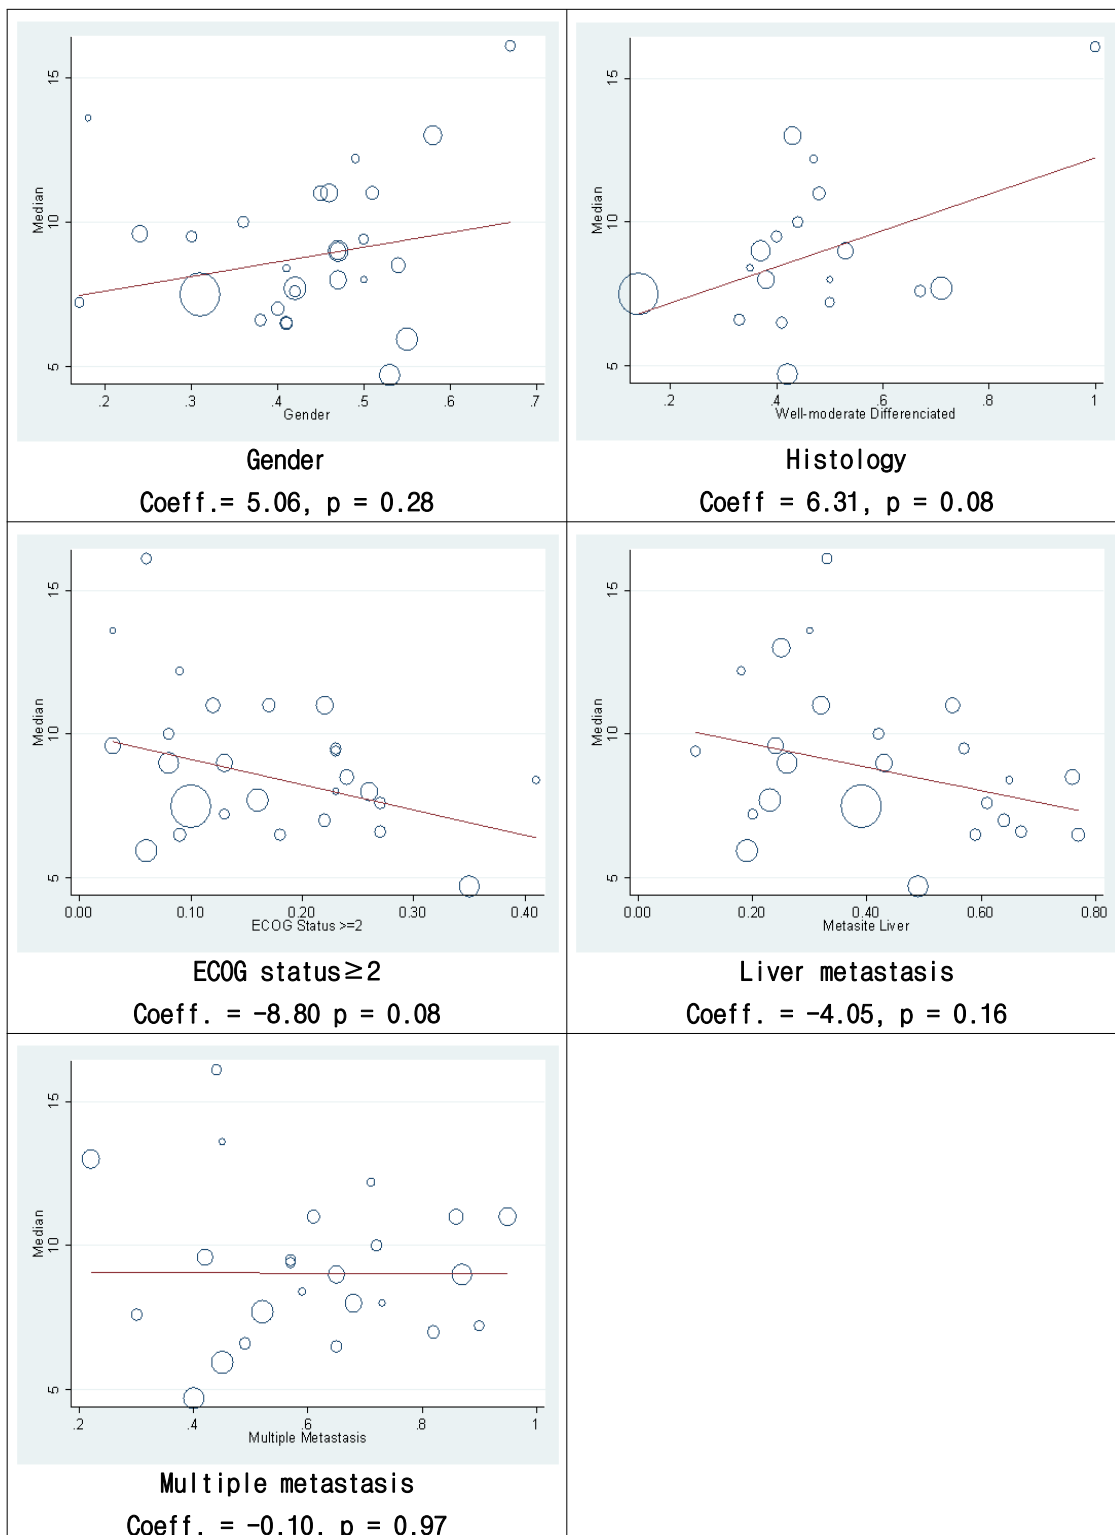 15
10
5
Median
.2 .3 .4 .5 .6 .7
Gender
Gender
Coeff.= 5.06, p = 0.28
15
10
5
Median
.2 .4 .6 .8 1
Well-moderate Differenciated
Histology
Coeff = 6.31, p = 0.08
15
10
5
Median
0.00 0.10 0.20 0.30 0.40
ECOG Status >=2
ECOG status≥2
Coeff. = -8.80 p = 0.08
15
10
5
Median
0.00 0.20 0.40 0.60 0.80
Metasite Liver
Liver metastasis
Coeff. = -4.05, p = 0.16
15
10
5
Median
.2 .4 .6 .8 1
Multiple Metastasis
Multiple metastasis
Coeff. = -0.10, p = 0.97